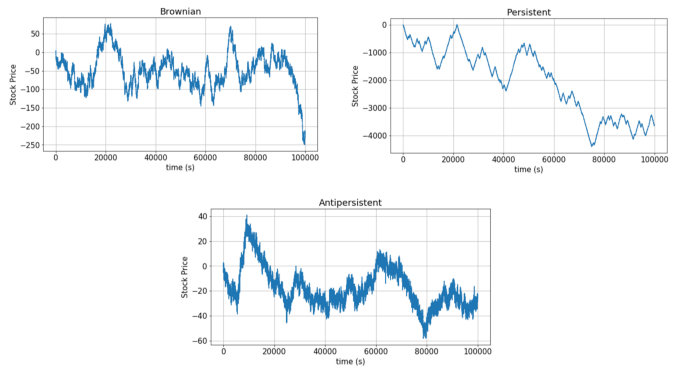 Brownian
50
0
−50
−100
−150
−200
−250
Stock Price
0 20000 40000 60000 80000 100000
time (s)
Persistent
0
−1000
−2000
−3000
−4000
Stock Price
0 20000 40000 60000 80000 100000
time (s)
Antipersistent
40
20
0
−20
−40
−60
Stock Price
0 20000 40000 60000 80000 100000
time (s)